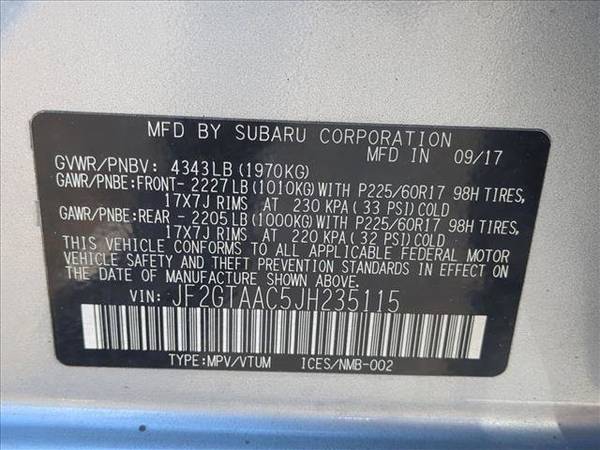 MFD BY SUBARU CORPORATION
MFD IN 09/17
GVWR/PNBV: 4343LB(1970KG)
GAWR/PNBE:FRONT- 2227LB(1010KG)WITH P225/60R17 98H TIRES,
17X7J RIMS AT 230 KPA(33 PSI)COLD
GAWR/PNBE:REAR - 2205LB(1000KG)WITH P225/60R17 98H TIRES,
17X7J RIMS AT 220 KPA(32 PSI)COLD
THIS VEHICLE CONFORMS TO ALL APPLICABLE FEDERAL MOTOR
VEHICLE SAFETY AND THEFT PREVENTION STANDARDS IN EFFECT
ON THE DATE OF MANUFACTURE SHOWN ABOVE.
VIN: JF2GTAAC5JH235115
TYPE:MPV/VTUM ICES/NMB-002